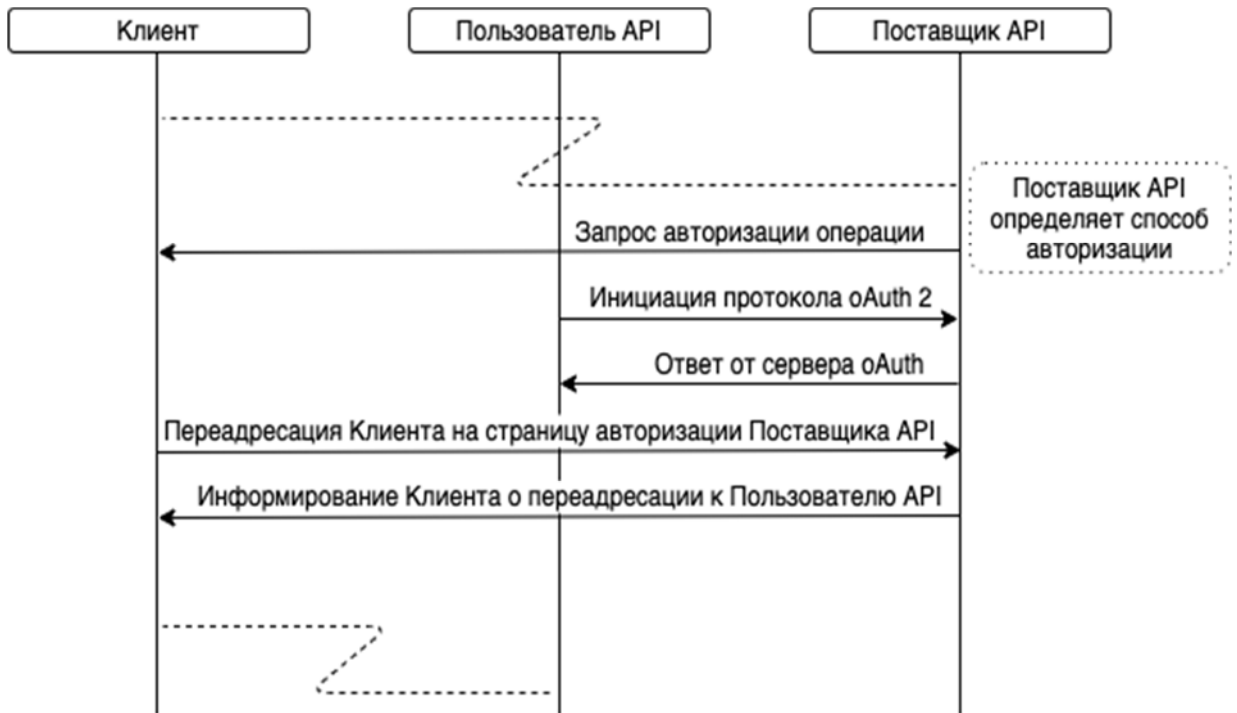 Клиент
Пользователь API
Поставщик API
Поставщик API
определяет способ
авторизации
Запрос авторизации операции
Инициация протокола oAuth 2
Ответ от сервера oAuth
Переадресация Клиента на страницу авторизации Поставщика API
Информирование Клиента о переадресации к Пользователю API